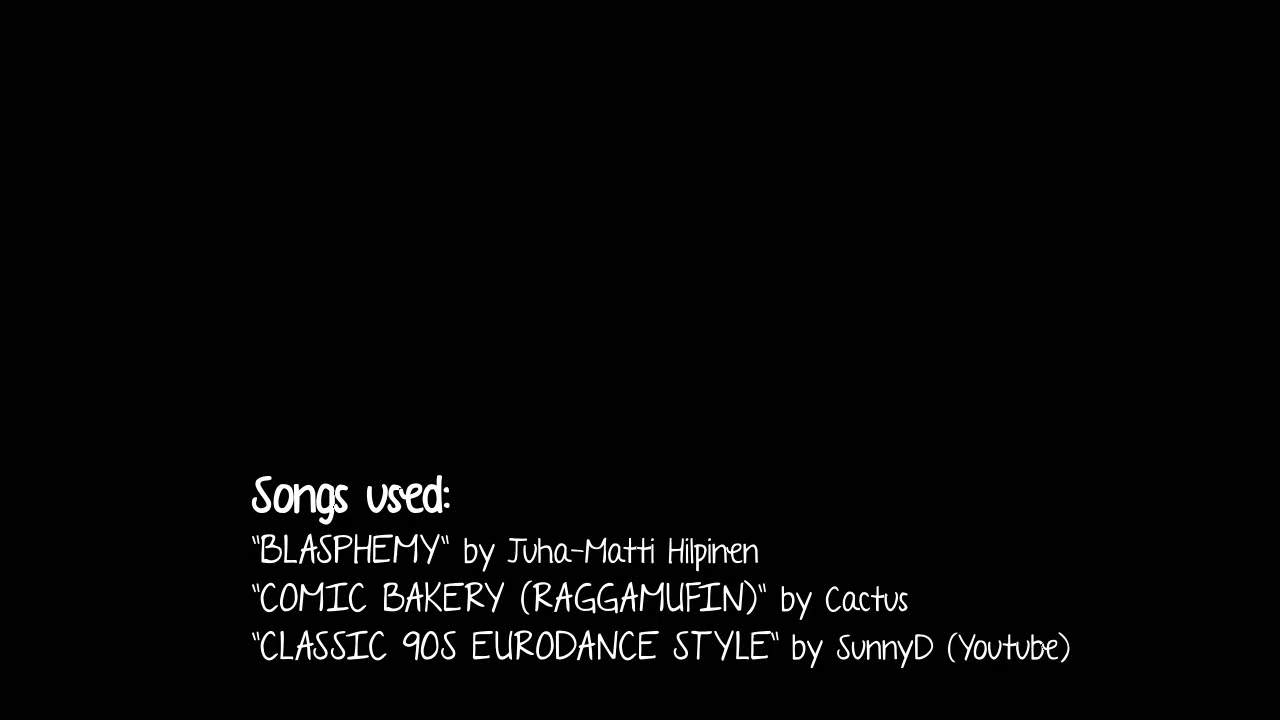 Songs used:
"BLASPHEMY" by Juha-Matti Hilpinen
"COMIC BAKERY (RAGGAMUFIN)" by Cactus
"CLASSIC 90S EURODANCE STYLE" by SunnyD (Youtube)